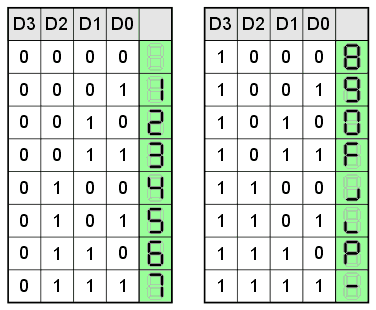 D3 D2 D1 D0
0 0 0 0
0 0 0 1 1
0 0 1 0 2
0 0 1 1 3
0 1 0 0 4
0 1 0 1 5
0 1 1 0 6
0 1 1 1 7
D3 D2 D1 D0
1 0 0 0 8
1 0 0 1 9
1 0 1 0 0
1 0 1 1 F
1 1 0 0 ⌟
1 1 0 1 ⌞
1 1 1 0 P
1 1 1 1 -